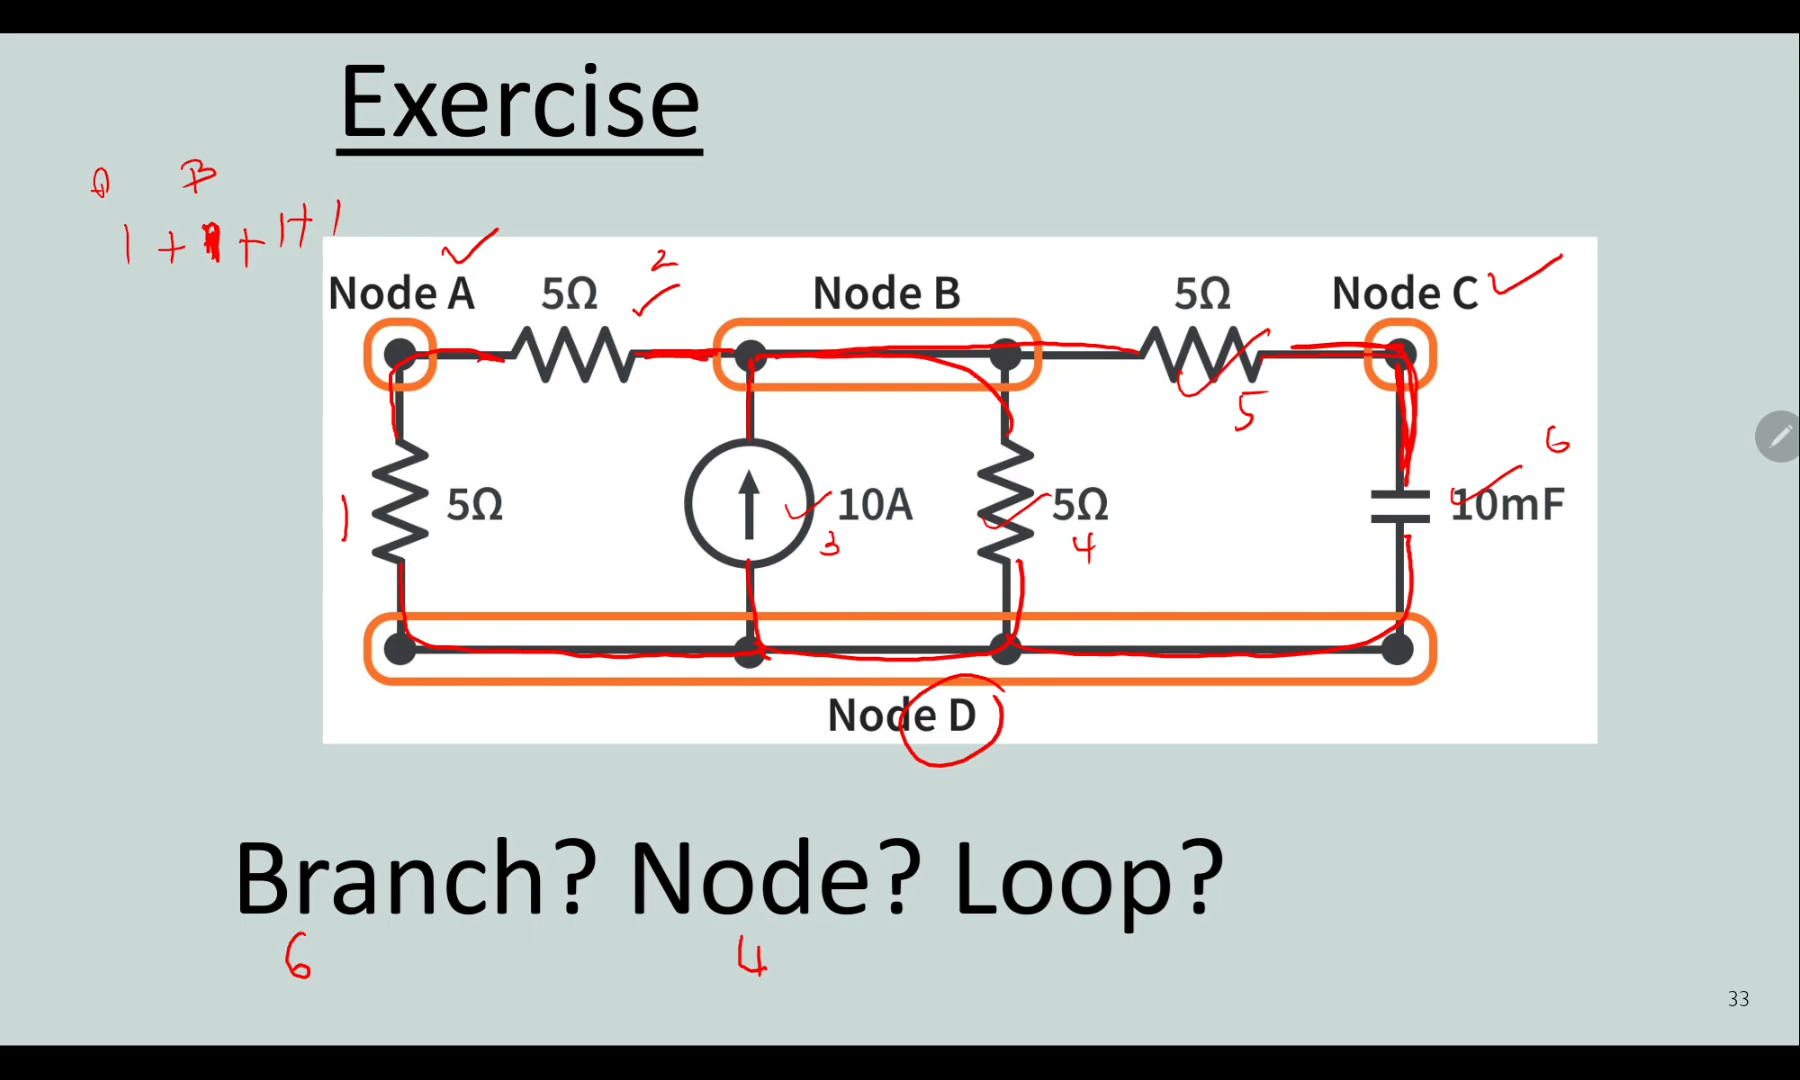 Exercise
A B
1 + 1 + 1 + 1
Node A 5Ω 2 Node B 5Ω Node C
5
6
1 5Ω 10A 5Ω 10mF
3 4
Node D
Branch? Node? Loop?
6 4
33